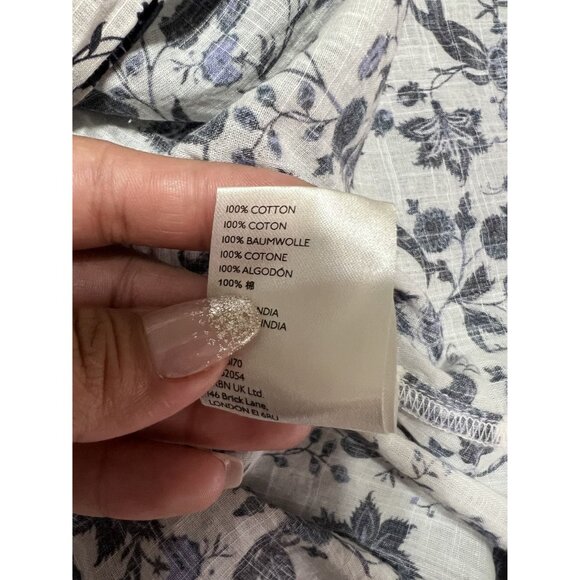 100% COTTON
100% COTON
100% BAUMWOLLE
100% COTONE
100% ALGODÓN
100% 棉
INDIA
INDIA
2054
UK Ltd.
146 Brick Lane,
LONDON E1 6RU